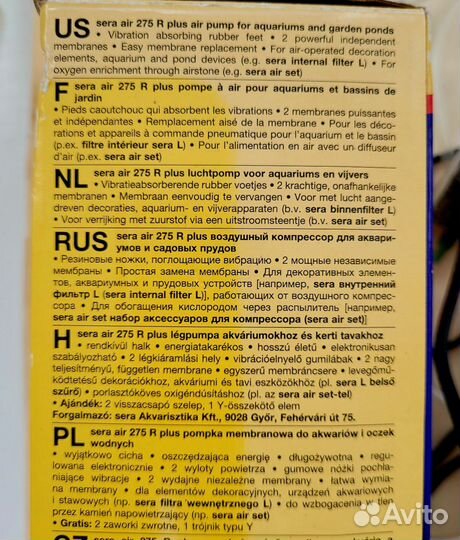 US sera air 275 R plus air pump for aquariums and garden ponds
• Vibration absorbing rubber feet • 2 powerful independent
membranes • Easy membrane replacement • For air-operated decoration
elements, aquarium and pond devices (e.g. sera internal filter L) • For
oxygen enrichment through airstone (e.g. sera air set)
F sera air 275 R plus pompe à air pour aquariums et bassins de
jardin
• Pieds caoutchouc qui absorbent les vibrations • 2 membranes puissantes
et indépendantes • Remplacement aisé de la membrane • Pour les déco-
rations et appareils à commande pneumatique pour l'aquarium et le bassin
(p.ex. filtre intérieur sera L) • Pour l'alimentation en air avec un diffuseur
d'air (p.ex. sera air set)
NL sera air 275 R plus luchtpomp voor aquariums en vijvers
• Vibratieabsorberende rubber voetjes • 2 krachtige, onafhankelijke
membranen • Membraan eenvoudig te vervangen • Voor met lucht aan-
gedreven decoraties, aquarium- en vijverapparaten (b.v. sera binnenfilter L)
• Voor verrijking met zuurstof via een uitstroomsteentje (b.v. sera air set)
RUS sera air 275 R plus воздушный компрессор для аквари-
умов и садовых прудов
• Резиновые ножки, поглощающие вибрацию • 2 мощные независимые
мембраны • Простая замена мембраны • Для декоративных элемен-
тов, аквариумных и прудовых устройств [например, sera внутренний
фильтр L (sera internal filter L)], работающих от воздушного компрес-
сора • Для обогащения кислородом через распылитель [например,
sera air set набор аксессуаров для компрессора (sera air set)]
H sera air 275 R plus légpumpa akváriumokhoz és kerti tavakhoz
• rendkívül halk • energiatakarékos • hosszú életű • elektronikusan
szabályozható • 2 légkiáramlási hely • vibrációelnyelő gumilábak • 2 nagy
teljesítményű, független membrane • egyszerű membráncsere • levegőmű-
ködtetésű dekorációkhoz, akváriumi és tavi eszközökhöz (pl. sera L belső
szűrő) • porlasztóköves oxigéndúsításhoz (pl. az sera air set-tel)
• Ajándék: 2 visszacsapó szelep, 1 Y-összekötő elem
Forgalmazó: sera Akvarisztika Kft., 9028 Győr, Fehérvári út 75.
PL sera air 275 R plus pompka membranowa do akwariów i oczek
wodnych
• wyjątkowo cicha • oszczędzająca energię • długożywotna • regu-
lowana elektronicznie • 2 wyloty powietrza • gumowe nóżki pochła-
niające wibracje • 2 wydajne niezależne membrany • łatwa wymia-
na membrany • dla elementów dekoracyjnych, urządzeń akwariowych
i stawowych (np. sera filtra wewnętrznego L) • do wzbogacania w tlen
przez kamień napowietrzający (np. sera air set)
• Gratis: 2 zaworki zwrotne, 1 trójnik typu Y
Avito